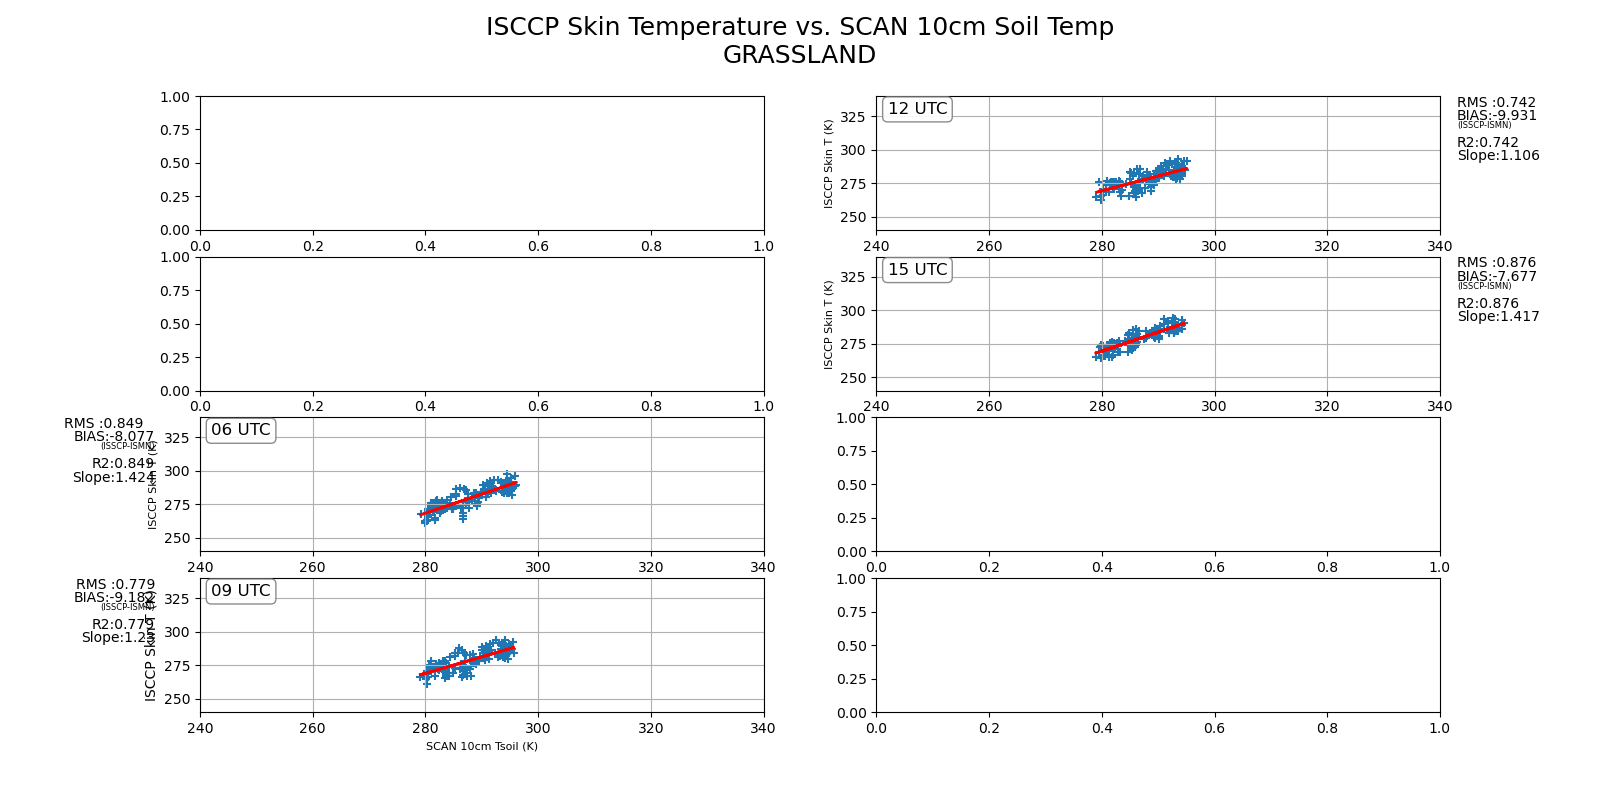 ISCCP Skin Temperature vs. SCAN 10cm Soil Temp
GRASSLAND
1.00
0.75
0.50
0.25
0.00
0.0 0.2 0.4 0.6 0.8 1.0
12 UTC
ISCCP Skin T (K)
325
300
275
250
240 260 280 300 320 340
RMS :0.742
BIAS:-9.931
(ISSCP-ISMN)
R2:0.742
Slope:1.106
1.00
0.75
0.50
0.25
0.00
0.0 0.2 0.4 0.6 0.8 1.0
15 UTC
ISCCP Skin T (K)
325
300
275
250
240 260 280 300 320 340
RMS :0.876
BIAS:-7.677
(ISSCP-ISMN)
R2:0.876
Slope:1.417
RMS :0.849
BIAS:-8.077
(ISSCP-ISMN)
R2:0.849
Slope:1.424
ISCCP Skin T (K)
06 UTC
325
300
275
250
240 260 280 300 320 340
1.00
0.75
0.50
0.25
0.00
0.0 0.2 0.4 0.6 0.8 1.0
RMS :0.779
BIAS:-9.182
(ISSCP-ISMN)
R2:0.779
Slope:1.23
ISCCP Skin T (K)
09 UTC
325
300
275
250
240 260 280 300 320 340
SCAN 10cm Tsoil (K)
1.00
0.75
0.50
0.25
0.00
0.0 0.2 0.4 0.6 0.8 1.0